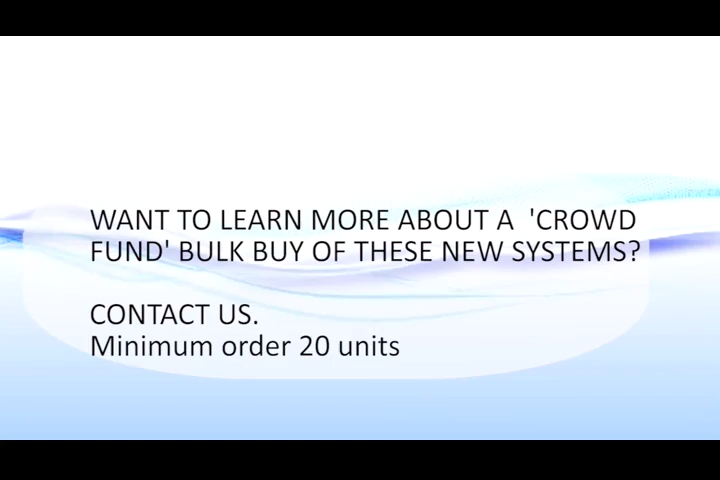 WANT TO LEARN MORE ABOUT A 'CROWD
FUND' BULK BUY OF THESE NEW SYSTEMS?
CONTACT US.
Minimum order 20 units